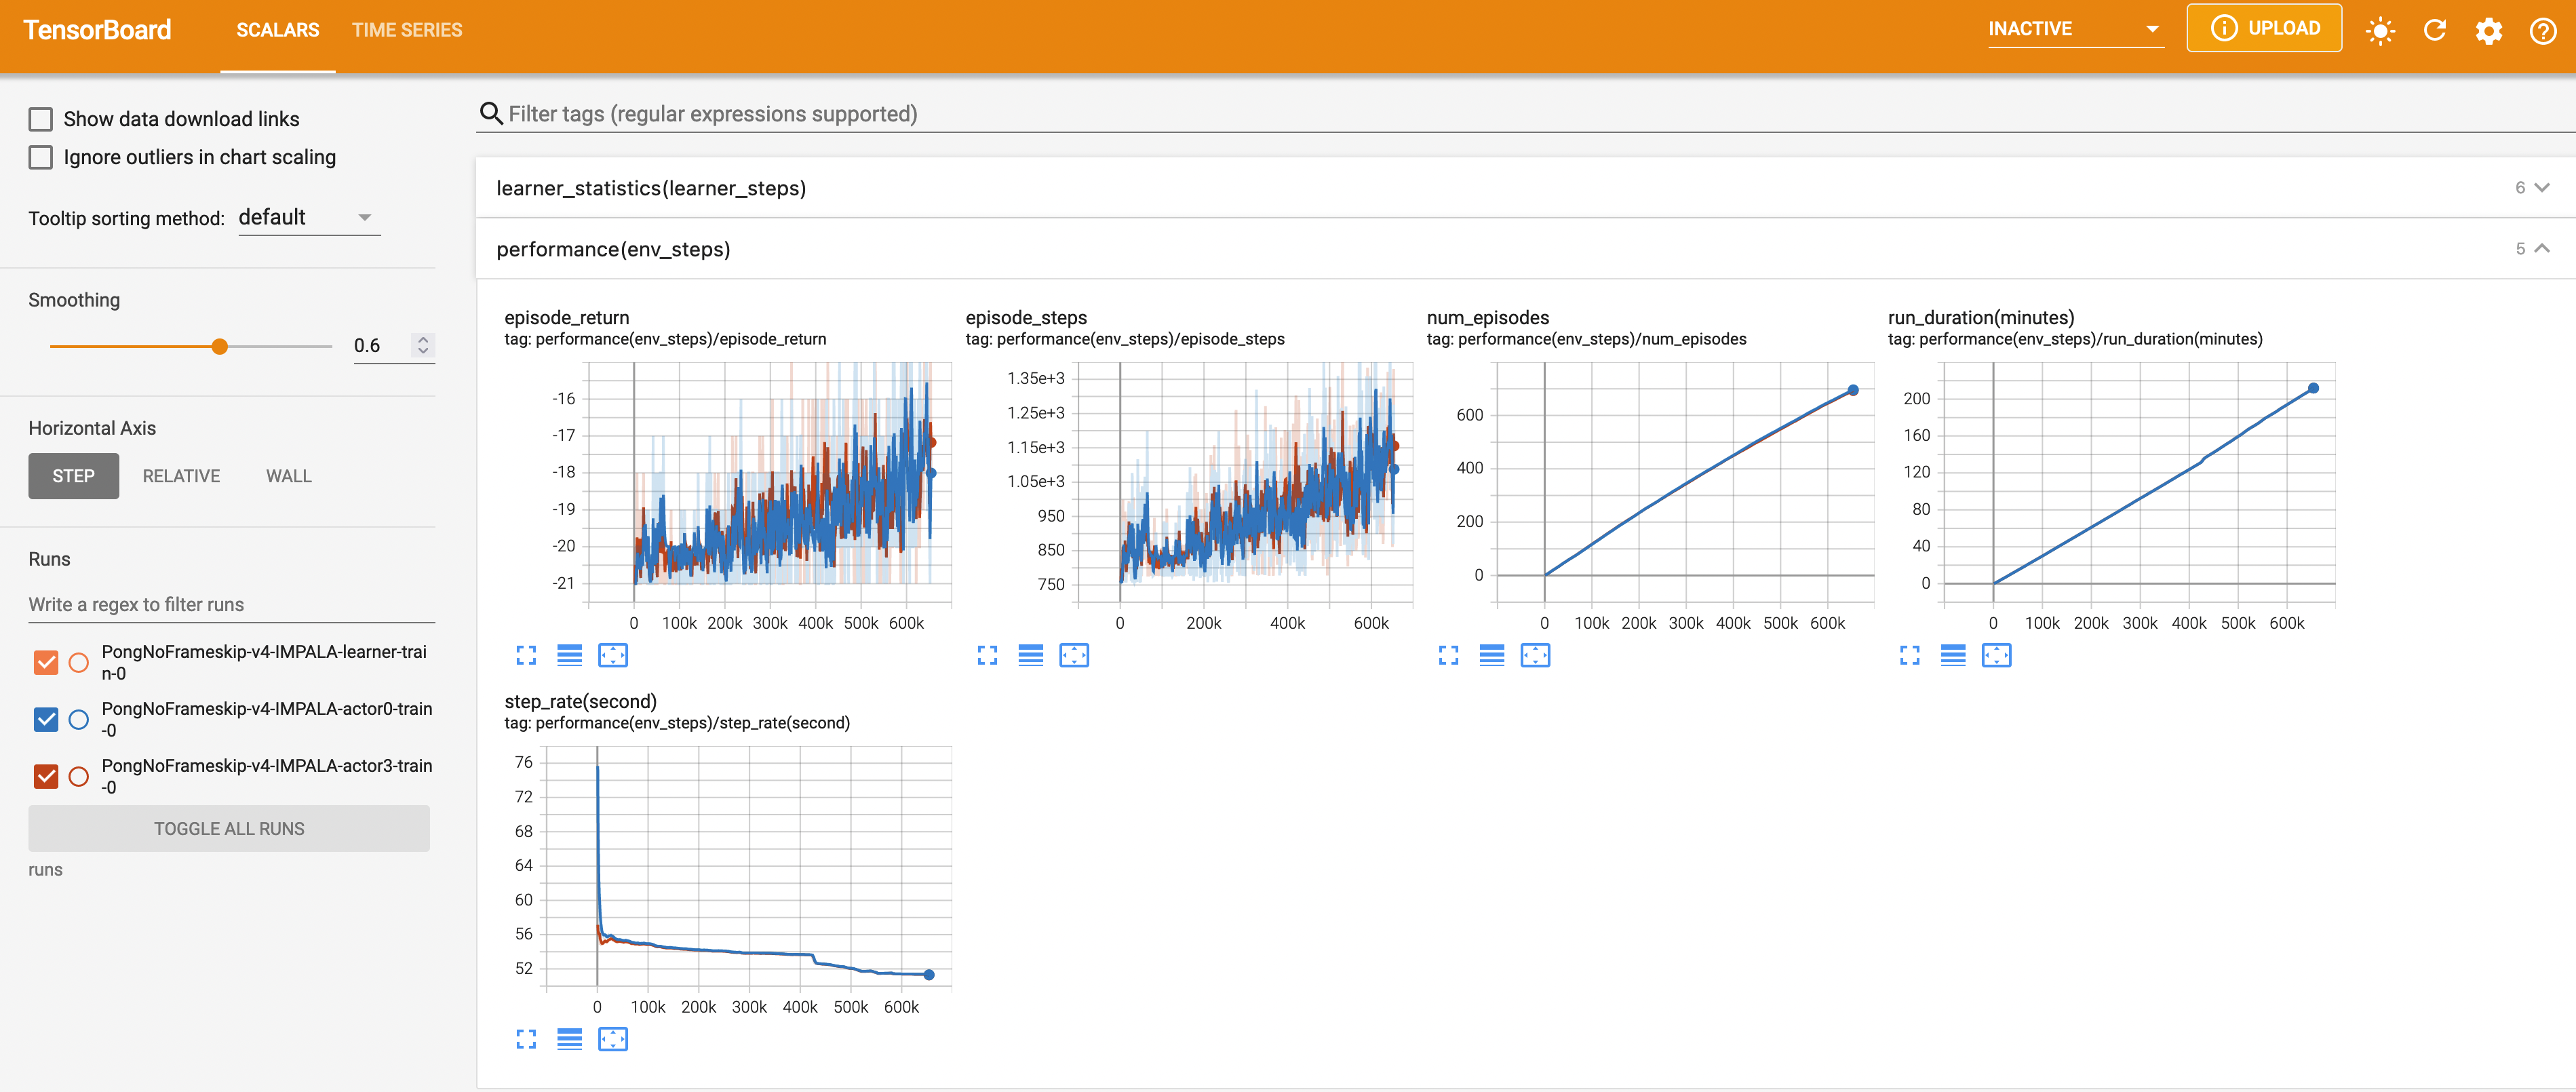 TensorBoard
SCALARS
TIME SERIES
INACTIVE
UPLOAD
Show data download links
Ignore outliers in chart scaling
Tooltip sorting method: default
Smoothing
0.6
Horizontal Axis
STEP
RELATIVE
WALL
Runs
Write a regex to filter runs
PongNoFrameskip-v4-IMPALA-learner-trai
n-0
PongNoFrameskip-v4-IMPALA-actor0-train
-0
PongNoFrameskip-v4-IMPALA-actor3-train
-0
TOGGLE ALL RUNS
runs
Filter tags (regular expressions supported)
learner_statistics(learner_steps)
6
performance(env_steps)
5
episode_return
tag: performance(env_steps)/episode_return
-16
-17
-18
-19
-20
-21
0 100k 200k 300k 400k 500k 600k
episode_steps
tag: performance(env_steps)/episode_steps
1.35e+3
1.25e+3
1.15e+3
1.05e+3
950
850
750
0 200k 400k 600k
num_episodes
tag: performance(env_steps)/num_episodes
600
400
200
0
0 100k 200k 300k 400k 500k 600k
run_duration(minutes)
tag: performance(env_steps)/run_duration(minutes)
200
160
120
80
40
0
0 100k 200k 300k 400k 500k 600k
step_rate(second)
tag: performance(env_steps)/step_rate(second)
76
72
68
64
60
56
52
0 100k 200k 300k 400k 500k 600k